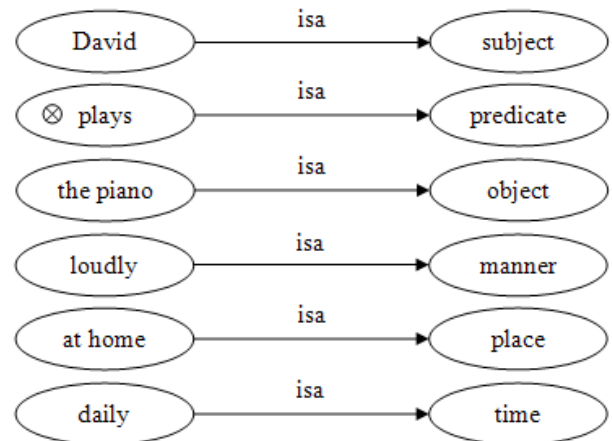 isa
David subject
isa
⊗ plays predicate
isa
the piano object
isa
loudly manner
isa
at home place
isa
daily time